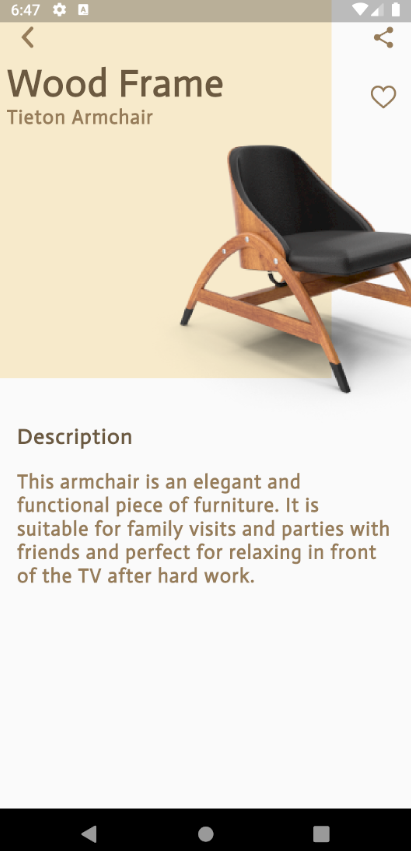 6:47
A
Wood Frame
Tieton Armchair
Description
This armchair is an elegant and
functional piece of furniture. It is
suitable for family visits and parties with
friends and perfect for relaxing in front
of the TV after hard work.